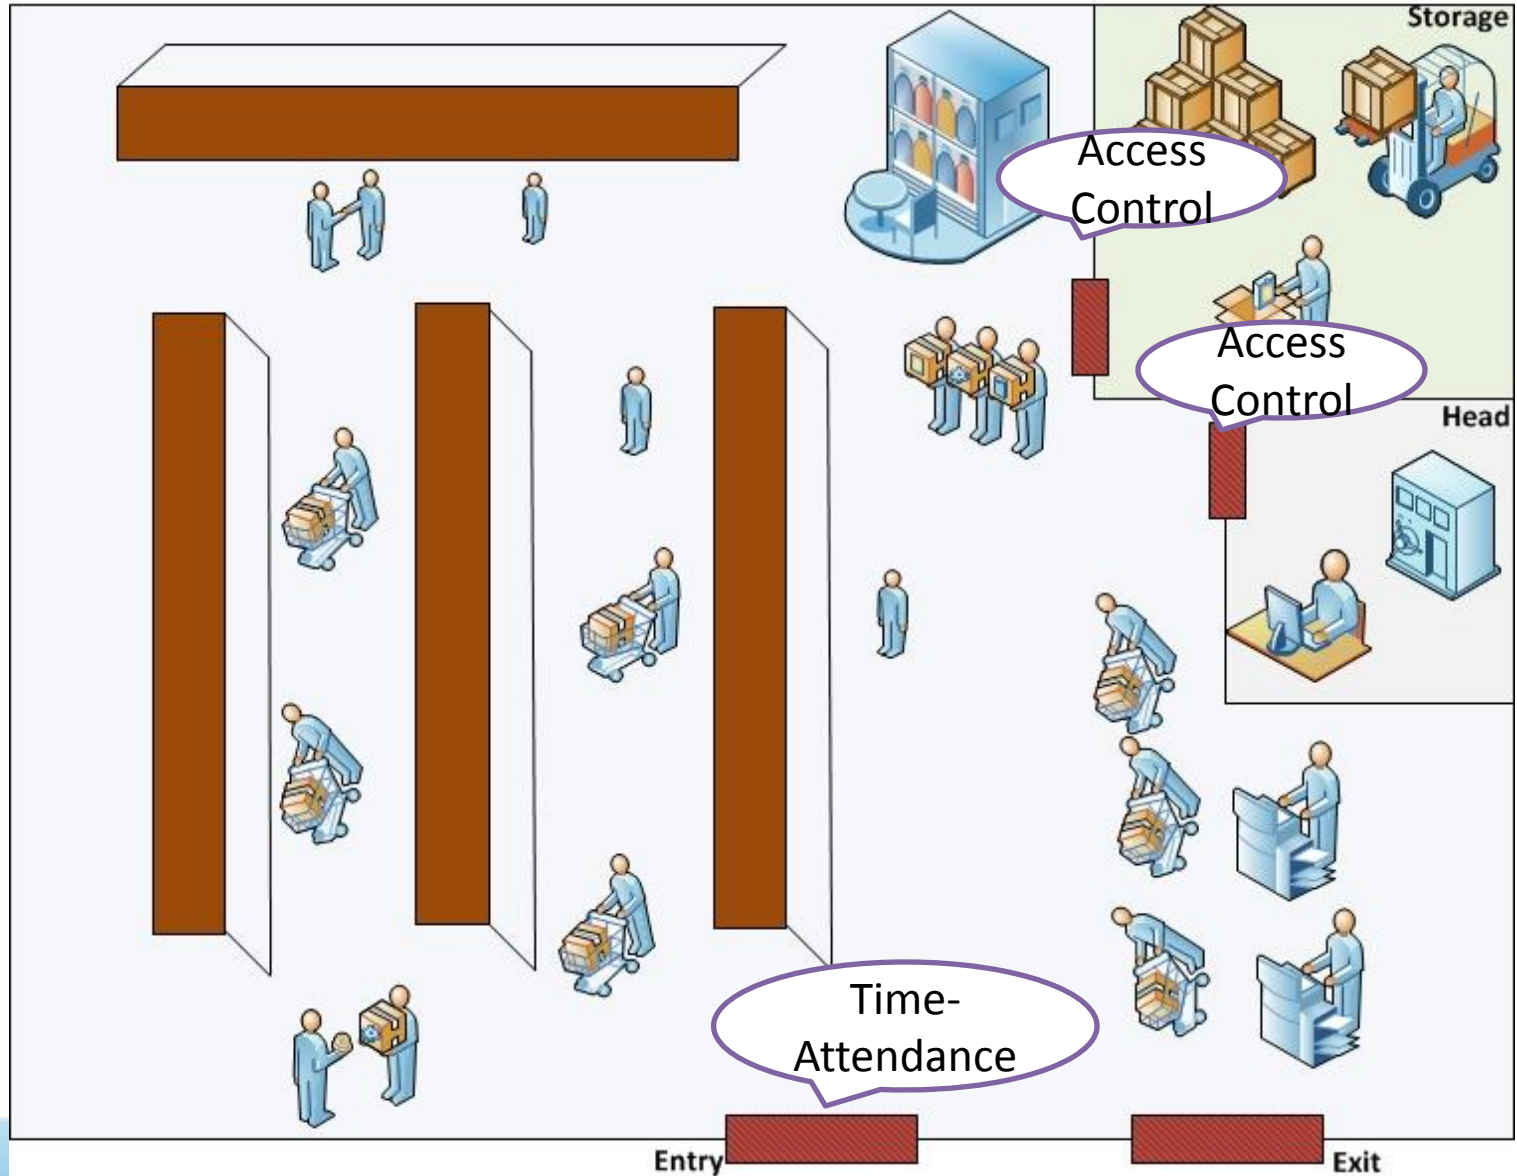 Storage
Access
Control
Access
Control
Head
Time-
Attendance
Entry
Exit